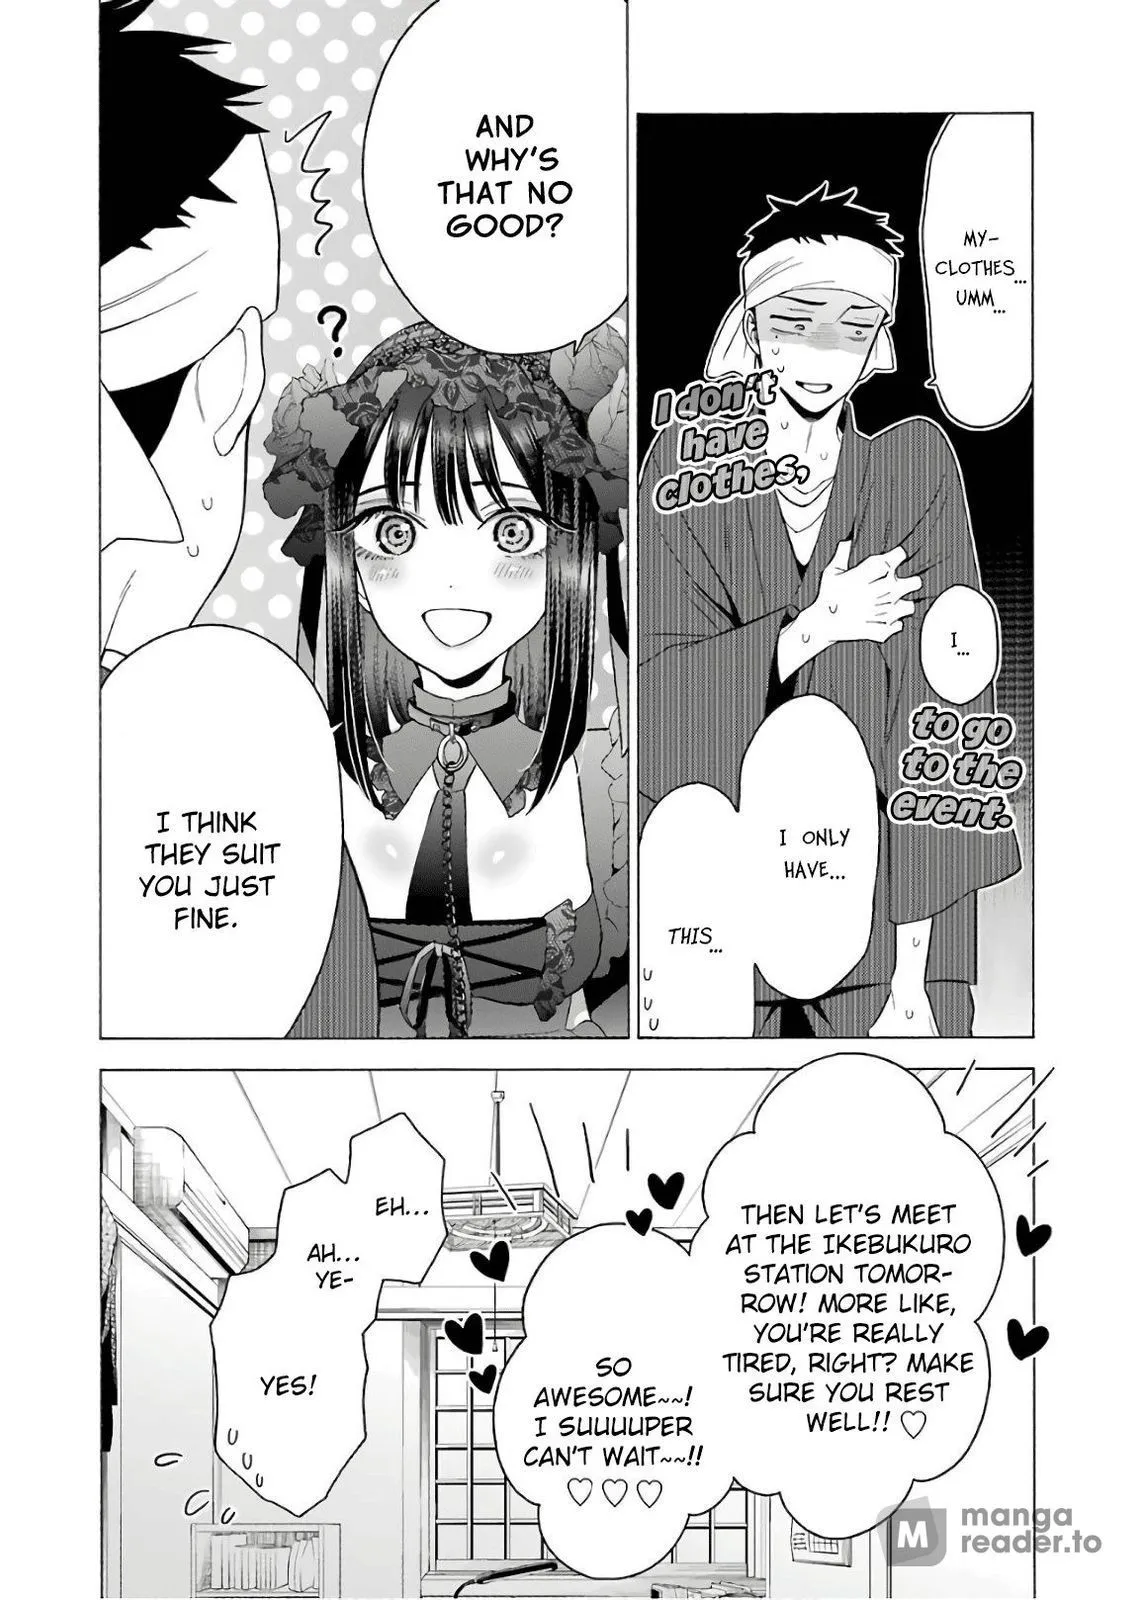 MY-
CLOTHES...
UMM...
I don't
have
clothes,
I...
to go
to the
event.
I ONLY
HAVE...
THIS...
AND
WHY'S
THAT NO
GOOD?
?
I THINK
THEY SUIT
YOU JUST
FINE.
THEN LET'S MEET
AT THE IKEBUKURO
STATION TOMOR-
ROW! MORE LIKE,
YOU'RE REALLY
TIRED, RIGHT? MAKE
SURE YOU REST
WELL!! ♡
SO
AWESOME~~!
I SUUUUPER
CAN'T WAIT~~!!
♡ ♡ ♡
EH...
AH...
YE-
YES!
M manga
reader.to